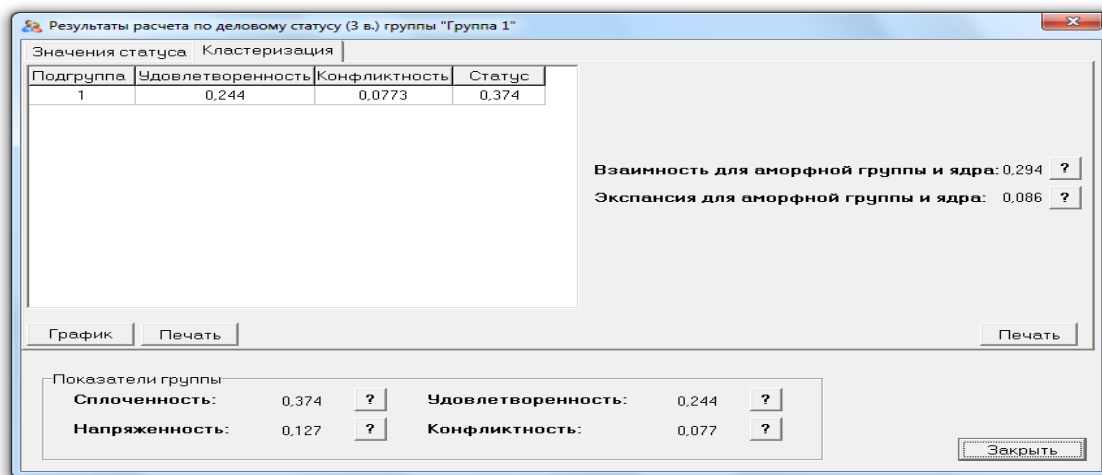 Результаты расчета по деловому статусу (3 в.) группы "Группа 1"
Значения статуса Кластеризация
Подгруппа Удовлетворенность Конфликтность Статус
1 0,244 0,0773 0,374
Взаимность для аморфной группы и ядра: 0,294 ?
Экспансия для аморфной группы и ядра: 0,086 ?
График Печать Печать
Показатели группы
Сплоченность: 0,374 ? Удовлетворенность: 0,244 ?
Напряженность: 0,127 ? Конфликтность: 0,077 ?
Закрыть